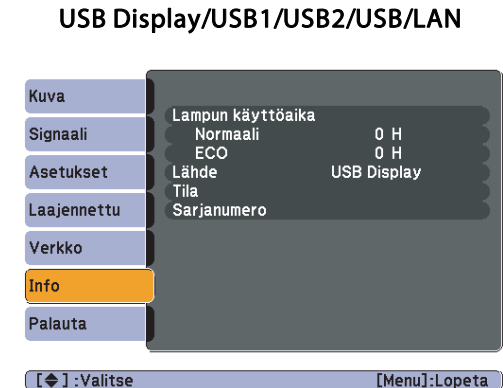 USB Display/USB1/USB2/USB/LAN
Kuva
Signaali
Asetukset
Laajennettu
Verkko
Info
Palauta
Lampun käyttöaika
Normaali 0 H
ECO 0 H
Lähde USB Display
Tila
Sarjanumero
[◆] :Valitse [Menu]:Lopeta